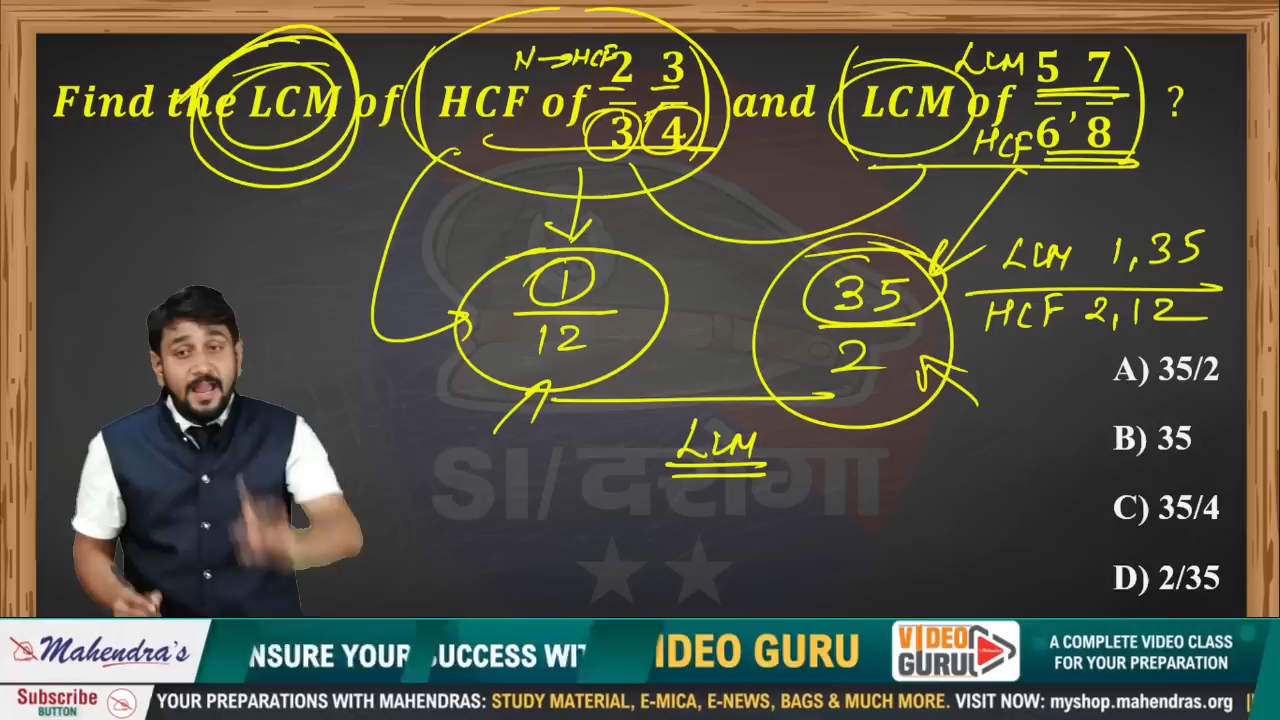 N→HCF
LCM
Find the LCM of ( HCF of 2/3, 3/4 ) and ( LCM of 5/6, 7/8 ) ?
HCF
1/12
35/2
LCM 1,35
HCF 2,12
LCM
A) 35/2
B) 35
C) 35/4
D) 2/35
SI/दरोगा
Mahendra's
NSURE YOUR SUCCESS WIT
IDEO GURU
VIDEO
GURUL
A COMPLETE VIDEO CLASS
FOR YOUR PREPARATION
Subscribe
BUTTON
YOUR PREPARATIONS WITH MAHENDRAS: STUDY MATERIAL, E-MICA, E-NEWS, BAGS & MUCH MORE. VISIT NOW: myshop.mahendras.org